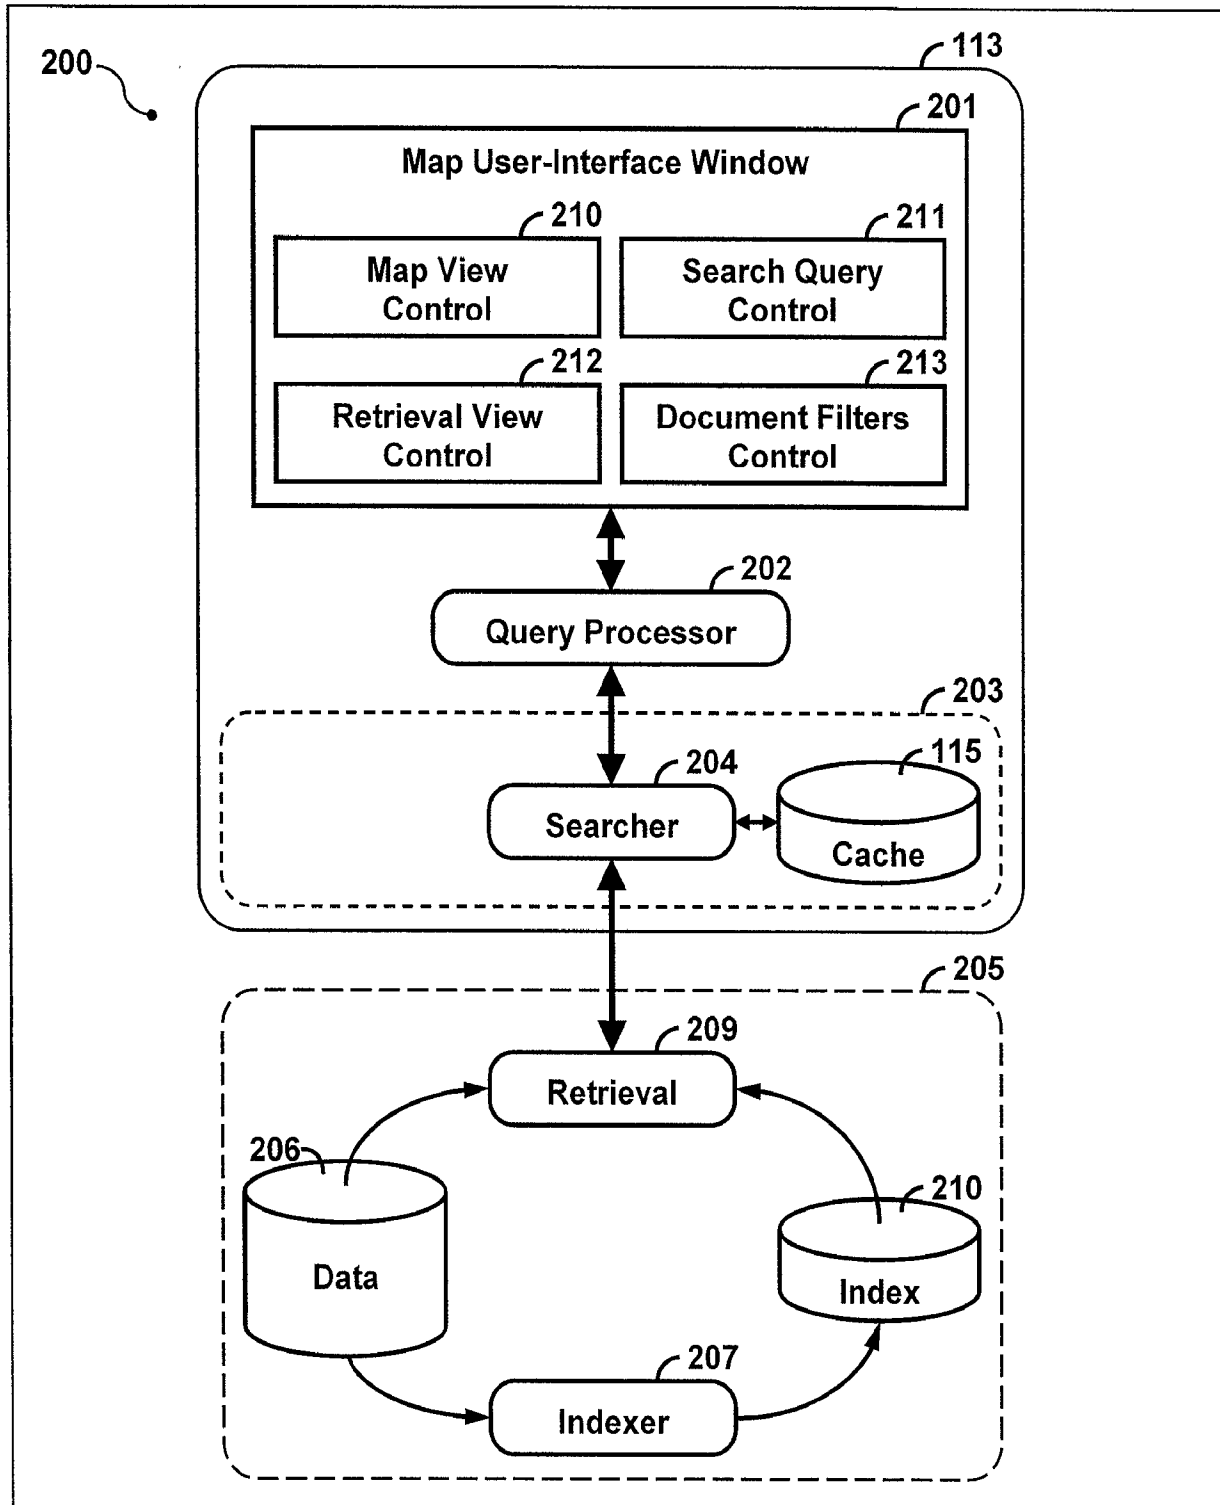 200
113
201
Map User-Interface Window
210
211
Map View
Control
Search Query
Control
212
213
Retrieval View
Control
Document Filters
Control
202
Query Processor
203
204
115
Searcher
Cache
205
209
Retrieval
206
210
Data
Index
207
Indexer